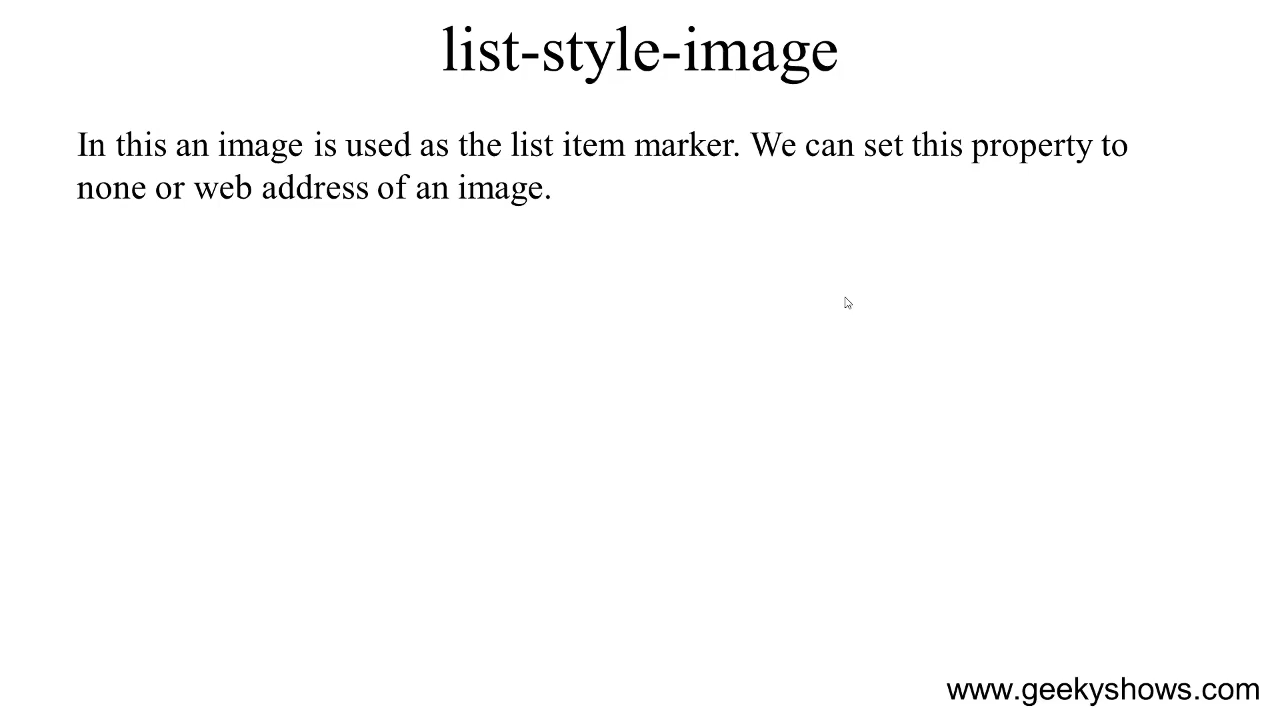 list-style-image
In this an image is used as the list item marker. We can set this property to
none or web address of an image.
www.geekyshows.com